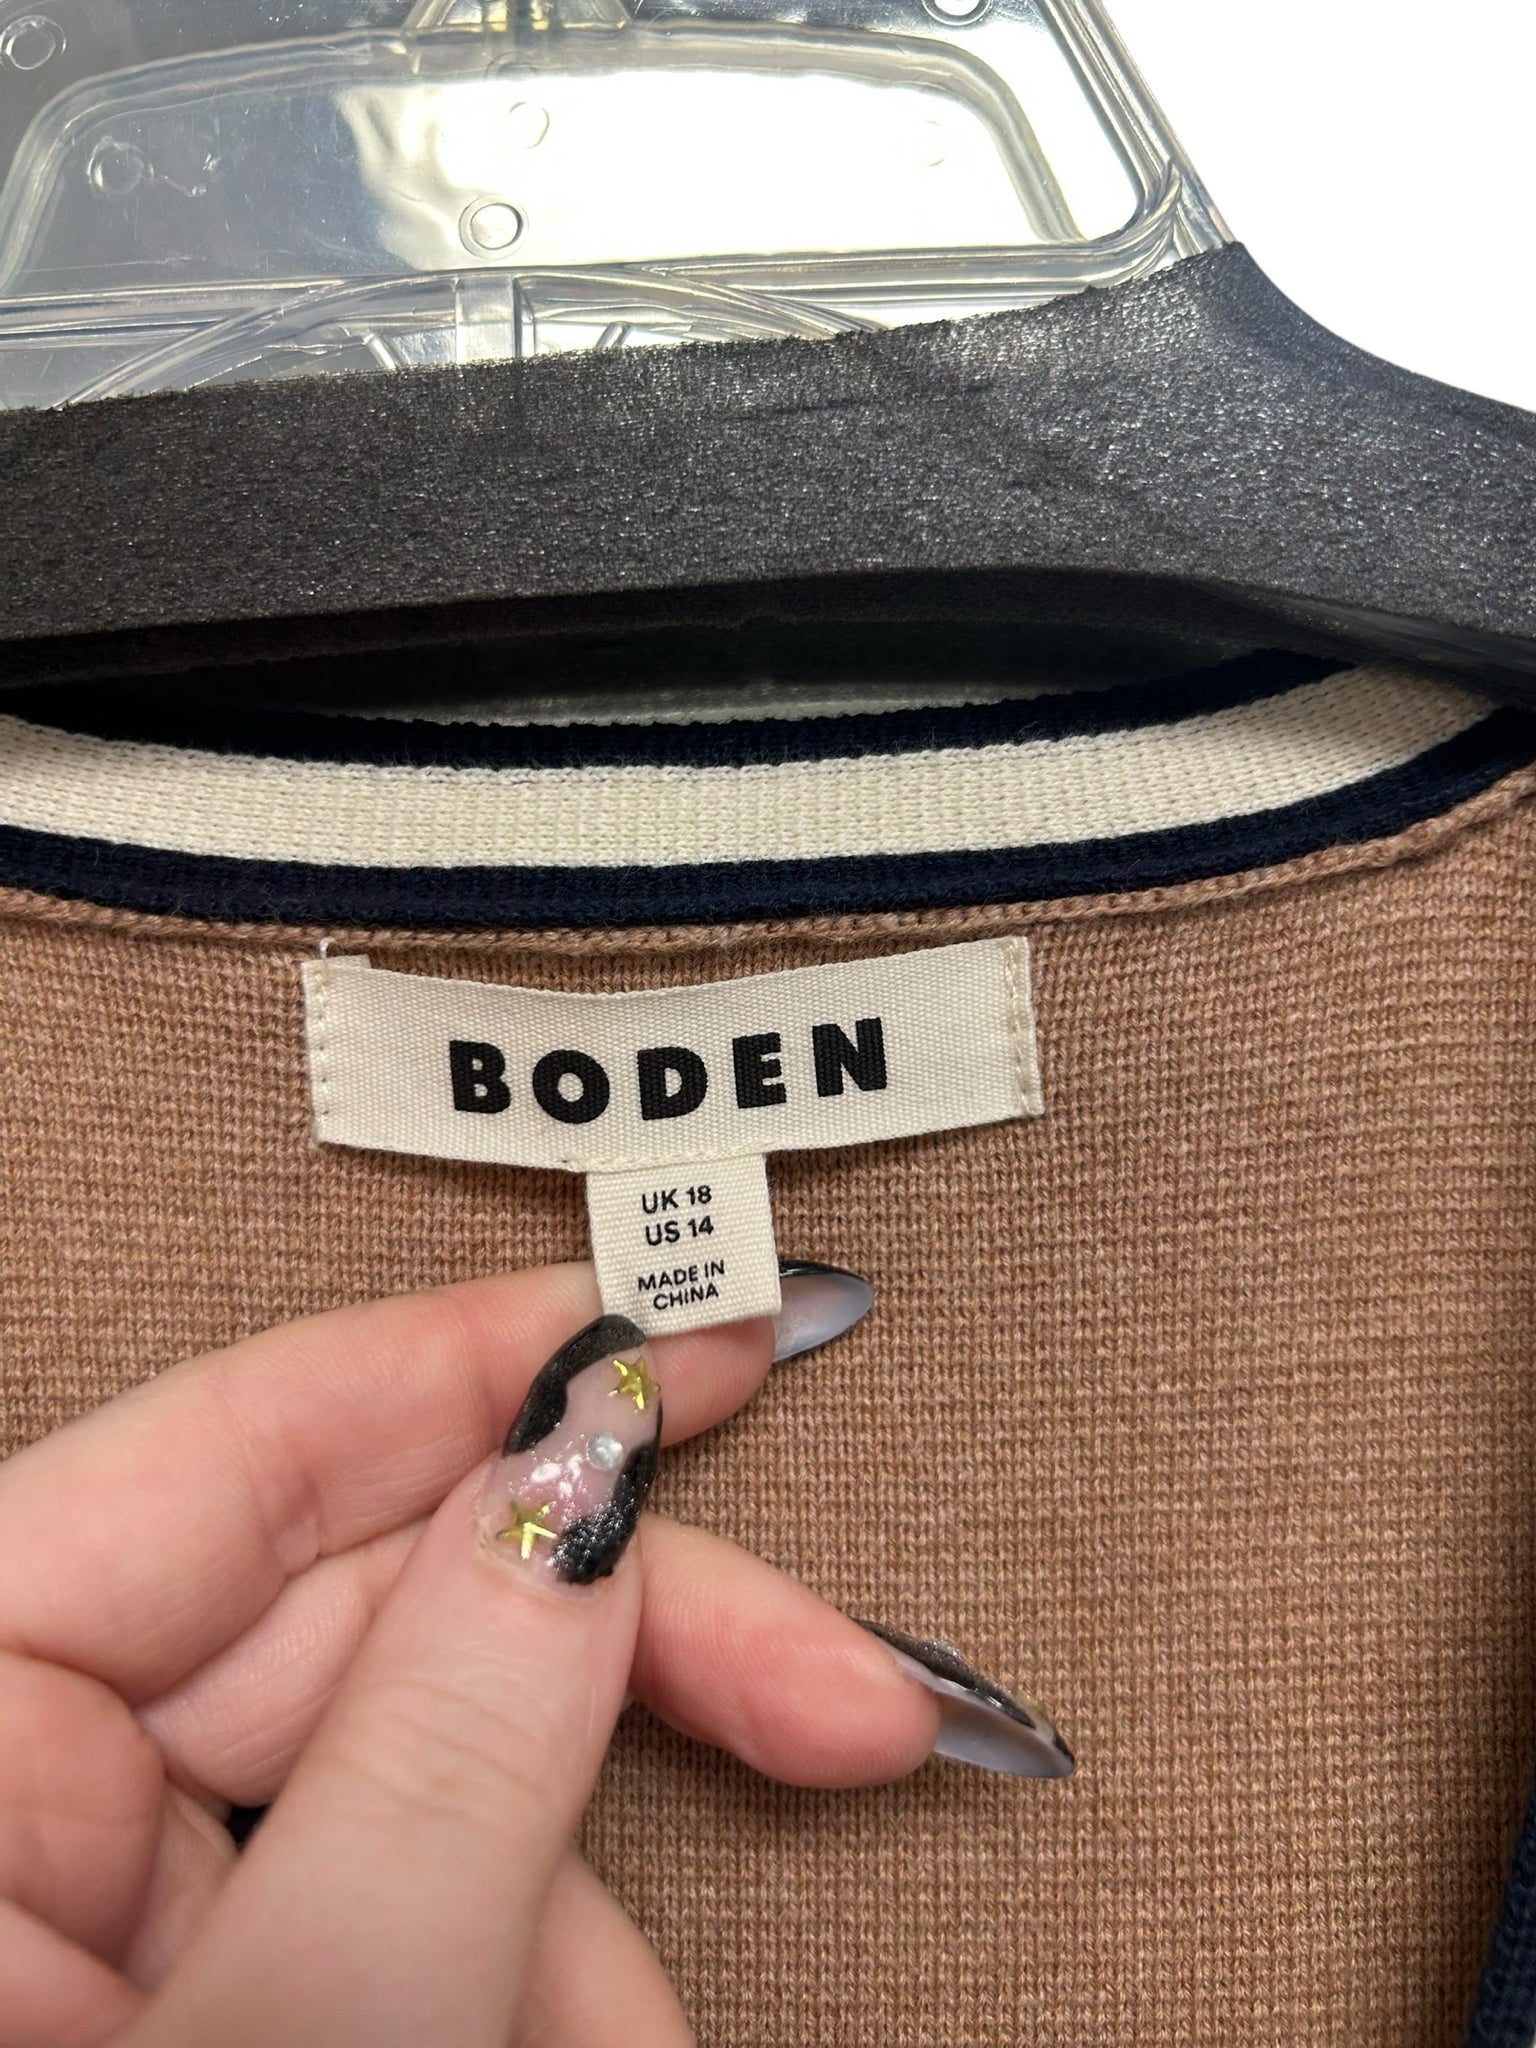 BODEN
UK 18
US 14
MADE IN
CHINA